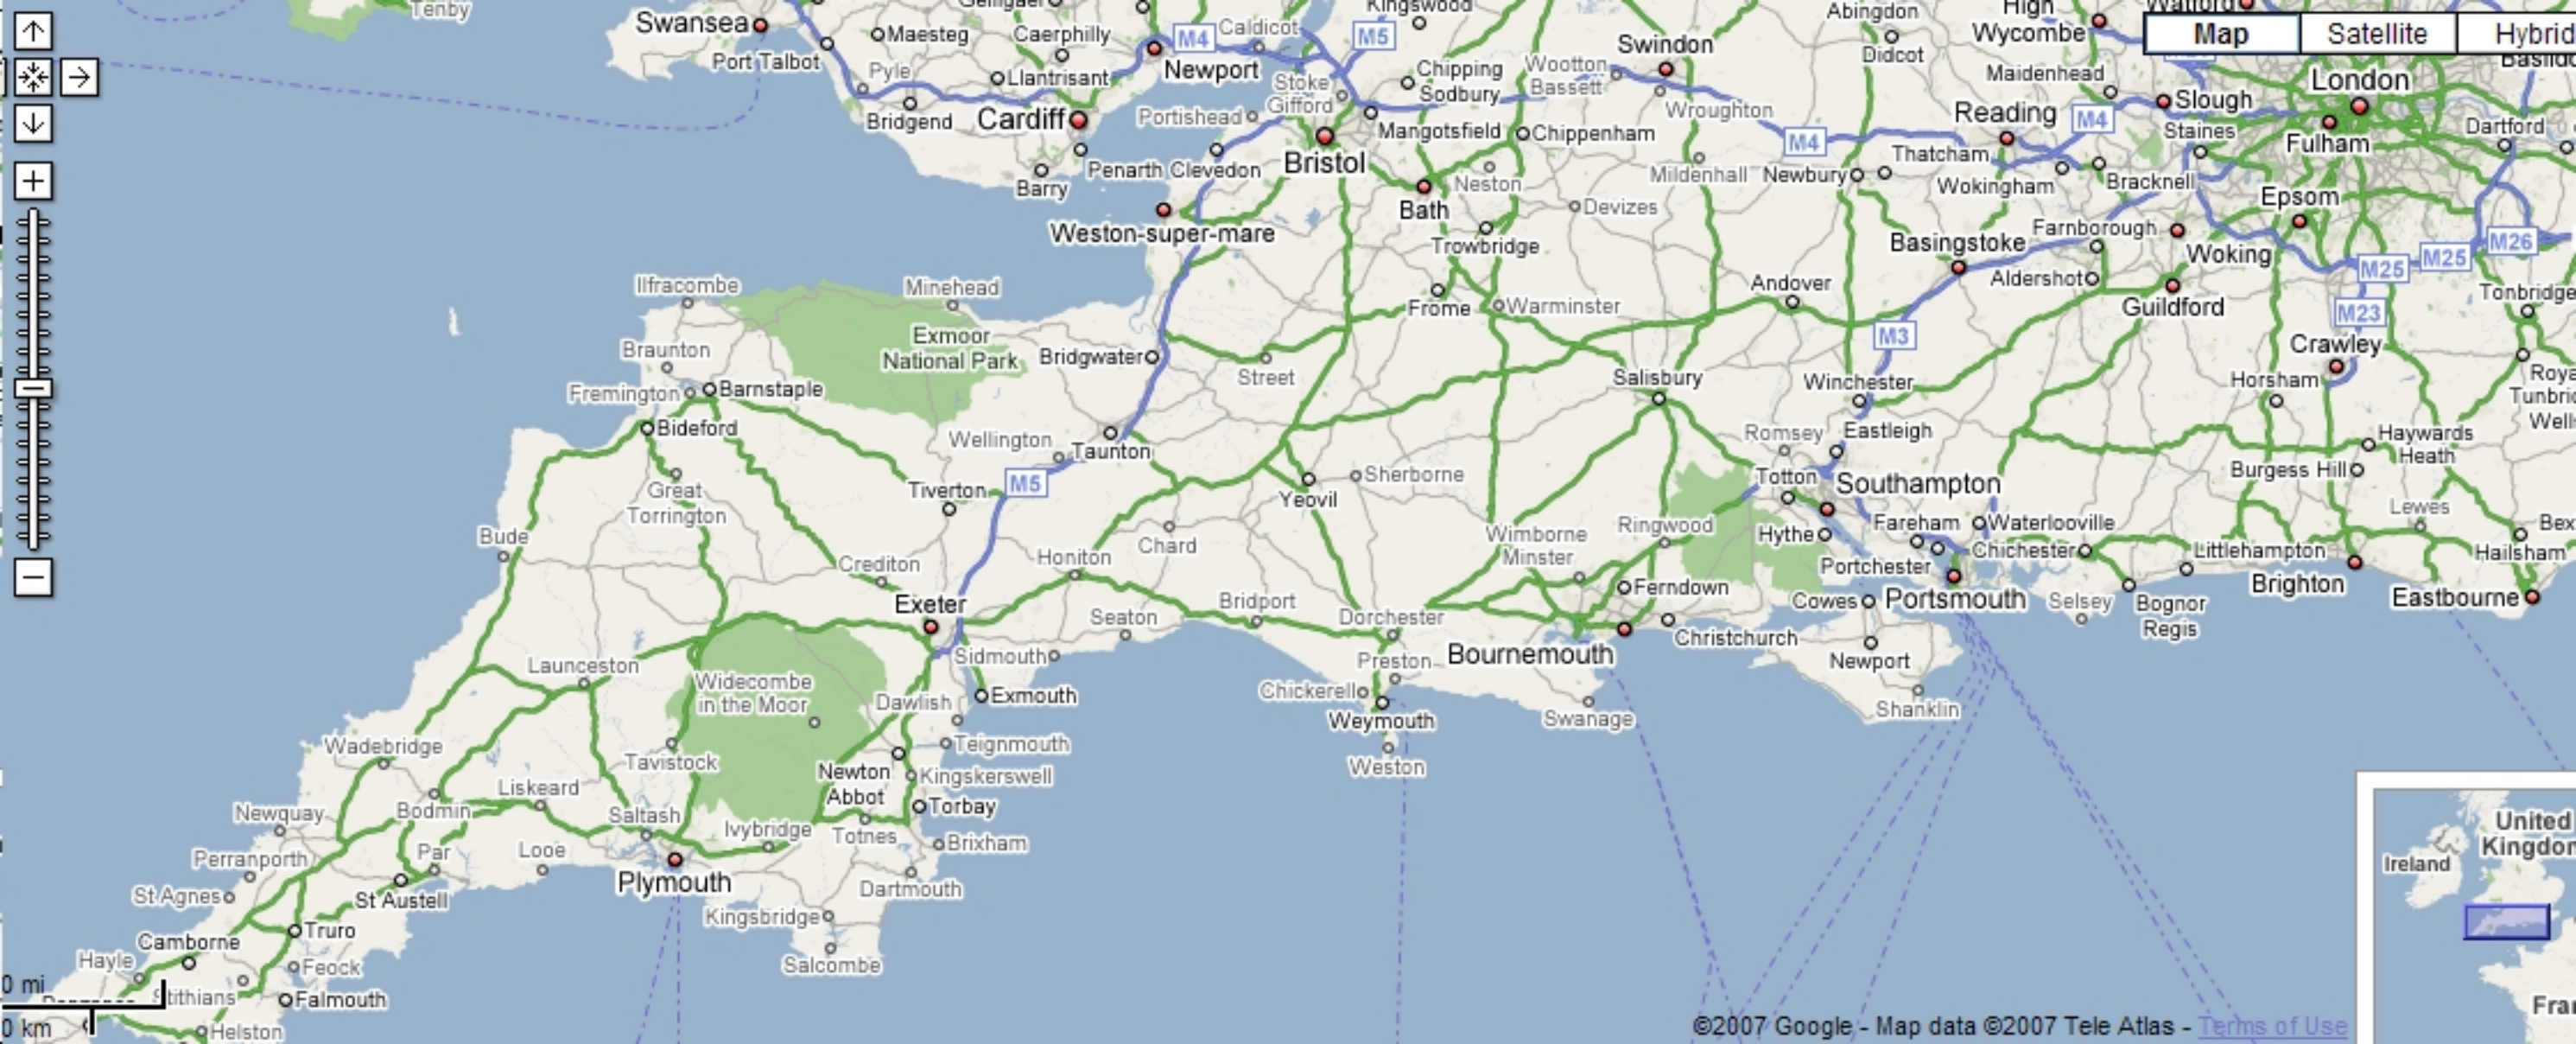 Tenby
Swansea
Port Talbot
Maesteg
Caerphilly
Pyle
Llantrisant
Bridgend
Cardiff
Barry
Penarth
Newport
M4
Caldicot
M5
Kingswood
Stoke
Gifford
Portishead
Clevedon
Chipping
Sodbury
Mangotsfield
Bristol
Bath
Weston-super-mare
Wootton
Bassett
Swindon
Wroughton
Chippenham
Neston
Mildenhall
Devizes
Trowbridge
Abingdon
Didcot
High
Wycombe
Watford
Map
Satellite
Hybrid
Maidenhead
Reading
M4
Slough
Staines
London
Fulham
Dartford
M4
Thatcham
Newbury
Wokingham
Bracknell
Epsom
Basingstoke
Farnborough
Woking
M25
M25
M26
Aldershot
Guildford
Tonbridge
M23
Andover
M3
Crawley
Horsham
Frome
Warminster
Salisbury
Winchester
Romsey
Eastleigh
Totton
Southampton
Haywards
Heath
Burgess Hill
Lewes
Ilfracombe
Minehead
Exmoor
National Park
Bridgwater
Street
Braunton
Fremington
Barnstaple
Bideford
Great
Torrington
Wellington
Taunton
M5
Tiverton
Yeovil
Sherborne
Chard
Bude
Crediton
Honiton
Exeter
Seaton
Bridport
Dorchester
Wimborne
Minster
Ringwood
Ferndown
Hythe
Fareham
Waterlooville
Portchester
Chichester
Littlehampton
Brighton
Hailsham
Eastbourne
Cowes
Portsmouth
Selsey
Bognor
Regis
Christchurch
Bournemouth
Newport
Shanklin
Swanage
Preston
Chickerell
Weymouth
Weston
Sidmouth
Exmouth
Launceston
Widecombe
in the Moor
Dawlish
Teignmouth
Wadebridge
Tavistock
Newton
Abbot
Kingskerswell
Torbay
Newquay
Bodmin
Liskeard
Saltash
Ivybridge
Totnes
Brixham
Perranporth
Par
Looe
Plymouth
Dartmouth
St Agnes
St Austell
Kingsbridge
Camborne
Truro
Salcombe
Hayle
Feock
0 mi
Stithians
Falmouth
0 km
Helston
United
Kingdom
Ireland
©2007 Google - Map data ©2007 Tele Atlas - Terms of Use